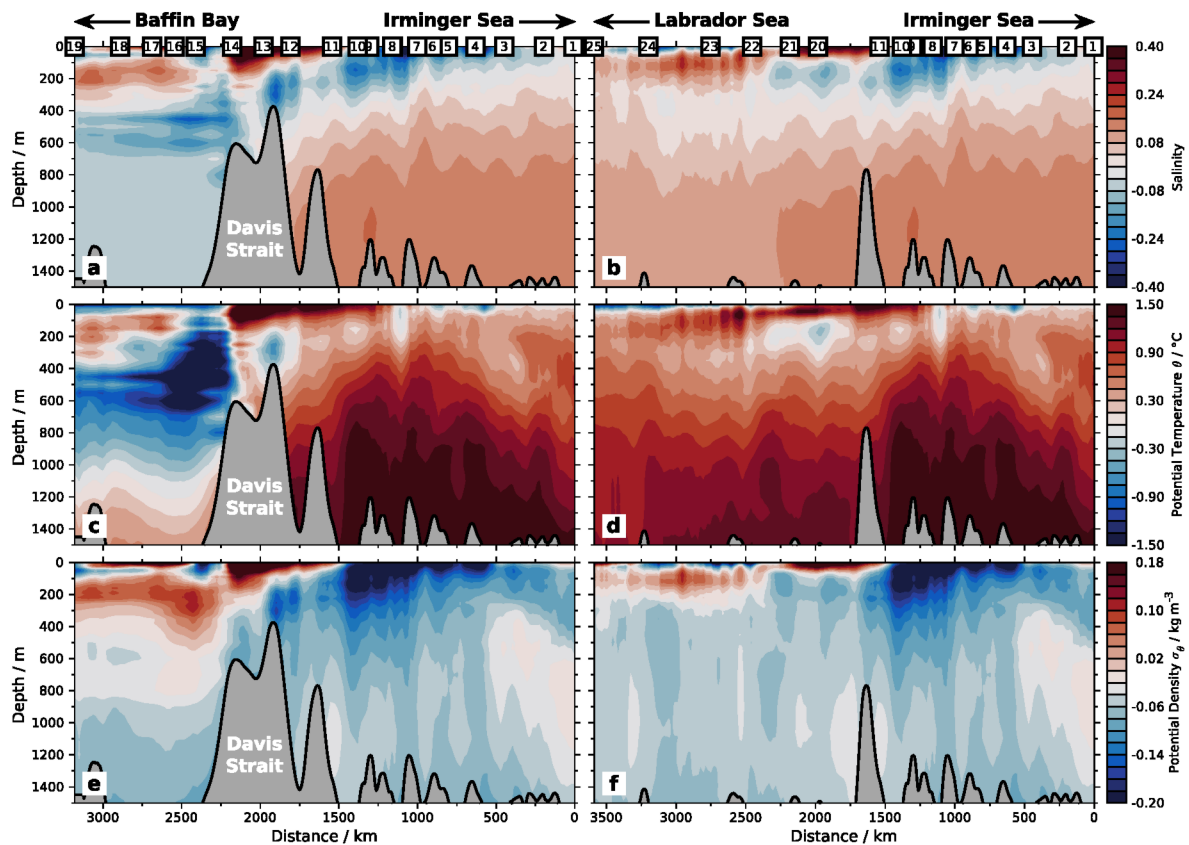 Baffin Bay Irminger Sea Labrador Sea Irminger Sea
19 18 17 16 15 14 13 12 11 10 9 8 7 6 5 4 3 2 1 25 24 23 22 21 20 11 10 9 8 7 6 5 4 3 2 1
0 200 400 600 800 1000 1200 1400
Depth / m
Davis
Strait
a
b
0.40 0.24 0.08 -0.08 -0.24 -0.40
Salinity
0 200 400 600 800 1000 1200 1400
Depth / m
Davis
Strait
c
d
1.50 0.90 0.30 -0.30 -0.90 -1.50
Potential Temperature θ / °C
0 200 400 600 800 1000 1200 1400
Depth / m
Davis
Strait
e
f
0.18 0.10 0.02 -0.06 -0.14 -0.20
Potential Density σθ / kg m⁻³
3000 2500 2000 1500 1000 500 0 3500 3000 2500 2000 1500 1000 500 0
Distance / km Distance / km